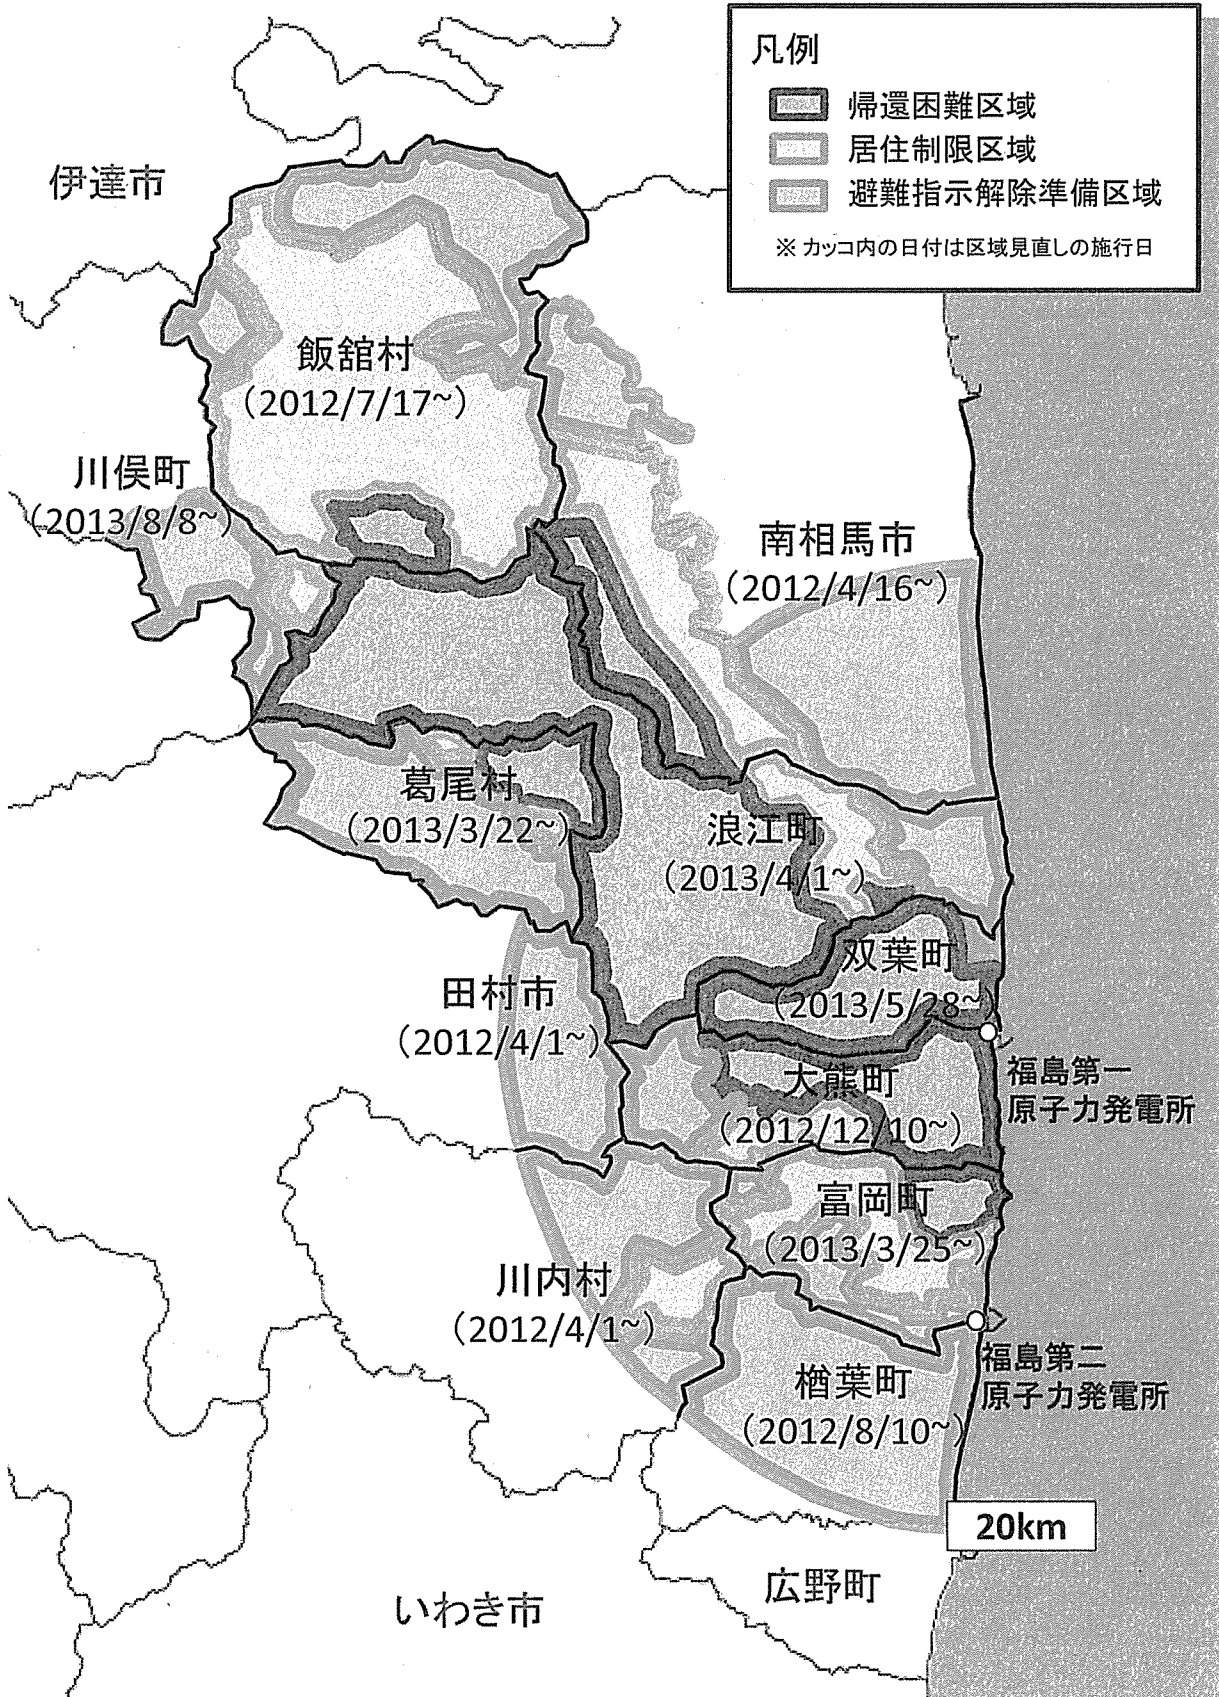 凡例
帰還困難区域
居住制限区域
避難指示解除準備区域
※ カッコ内の日付は区域見直しの施行日
伊達市
飯舘村
（2012/7/17~）
川俣町
（2013/8/8~）
南相馬市
（2012/4/16~）
葛尾村
（2013/3/22~）
浪江町
（2013/4/1~）
双葉町
（2013/5/28~）
田村市
（2012/4/1~）
大熊町
（2012/12/10~）
福島第一
原子力発電所
富岡町
（2013/3/25~）
川内村
（2012/4/1~）
福島第二
原子力発電所
楢葉町
（2012/8/10~）
20km
広野町
いわき市